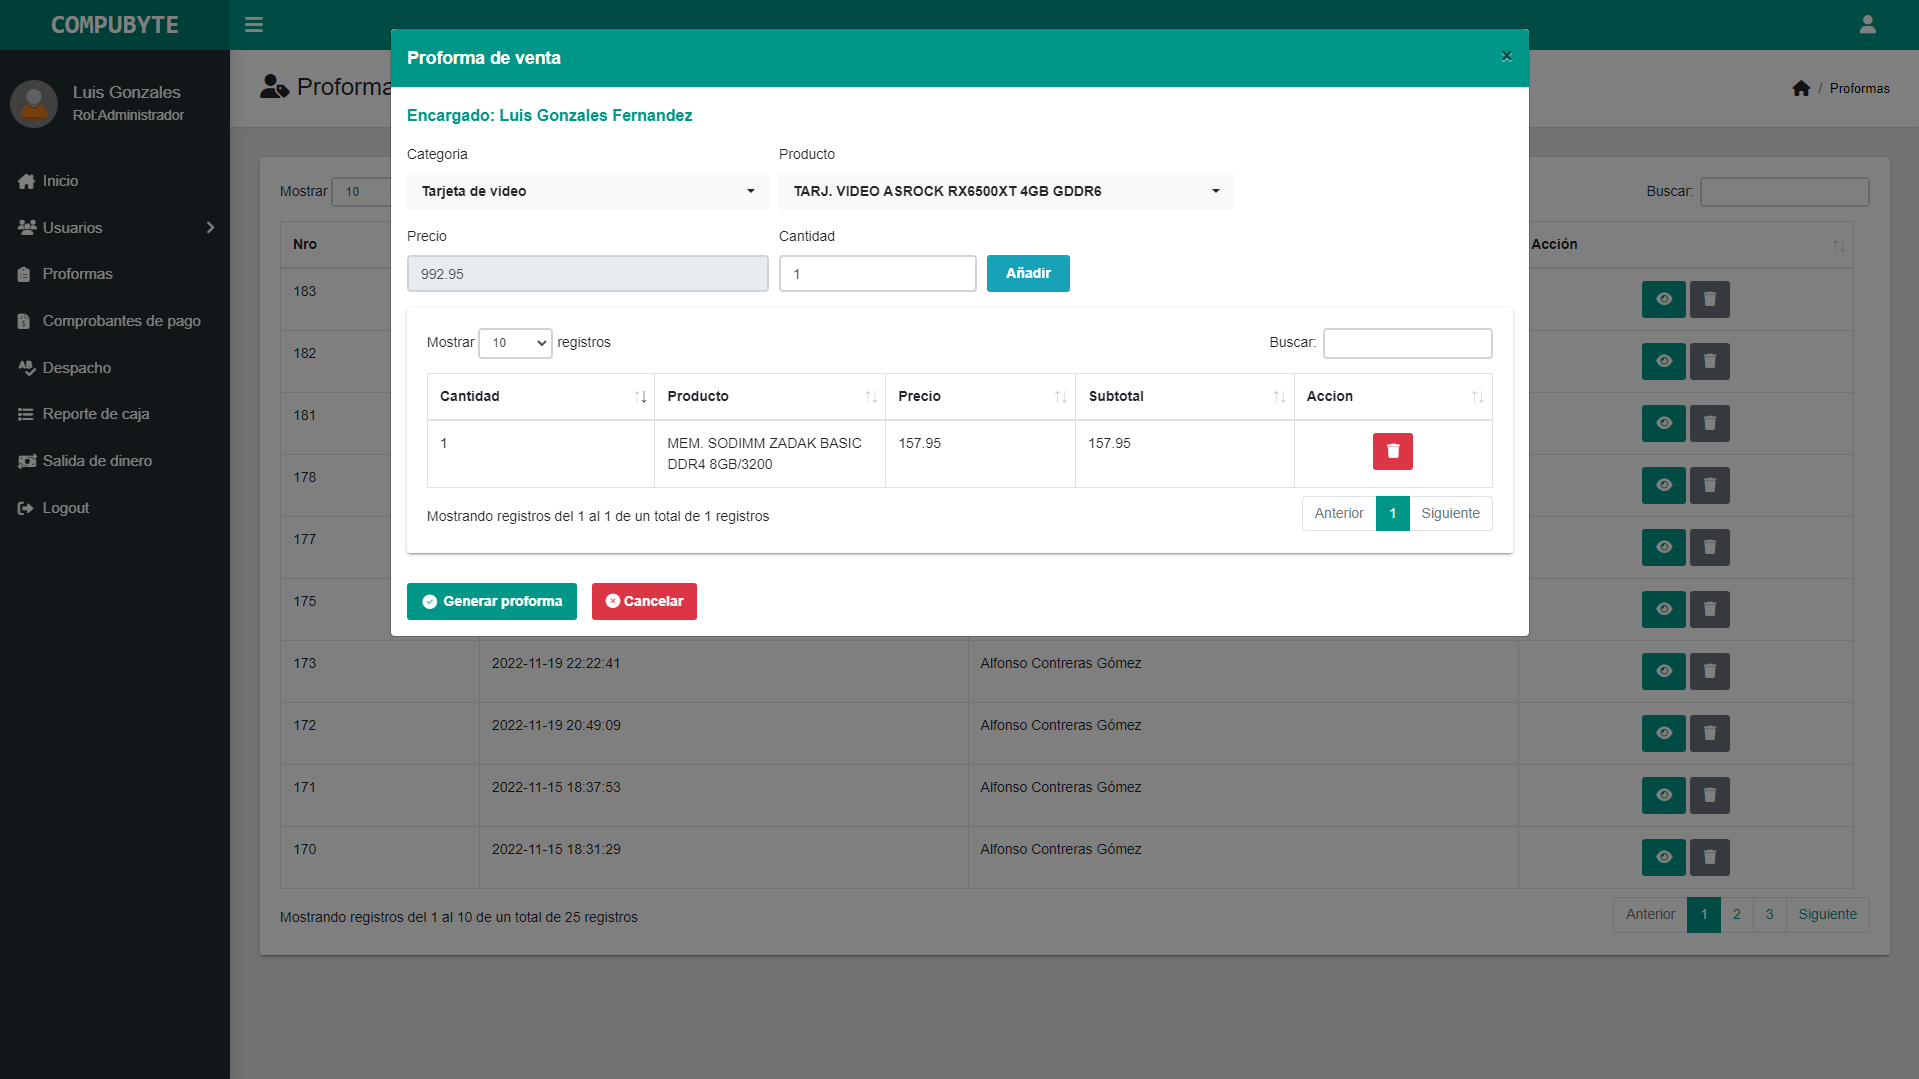 COMPUBYTE
Luis Gonzales
Rol:Administrador
Inicio
Usuarios
Proformas
Comprobantes de pago
Despacho
Reporte de caja
Salida de dinero
Logout
Proforma
/ Proformas
Proforma de venta
×
Encargado: Luis Gonzales Fernandez
Categoria Producto
Tarjeta de video TARJ. VIDEO ASROCK RX6500XT 4GB GDDR6
Precio Cantidad
992.95 1 Añadir
Mostrar 10 registros Buscar:
Cantidad Producto Precio Subtotal Accion
1 MEM. SODIMM ZADAK BASIC 157.95 157.95
DDR4 8GB/3200
Mostrando registros del 1 al 1 de un total de 1 registros
Anterior 1 Siguiente
Generar proforma Cancelar
Mostrar 10 Buscar:
Nro Acción
183
182
181
178
177
175
173 2022-11-19 22:22:41 Alfonso Contreras Gómez
172 2022-11-19 20:49:09 Alfonso Contreras Gómez
171 2022-11-15 18:37:53 Alfonso Contreras Gómez
170 2022-11-15 18:31:29 Alfonso Contreras Gómez
Mostrando registros del 1 al 10 de un total de 25 registros
Anterior 1 2 3 Siguiente